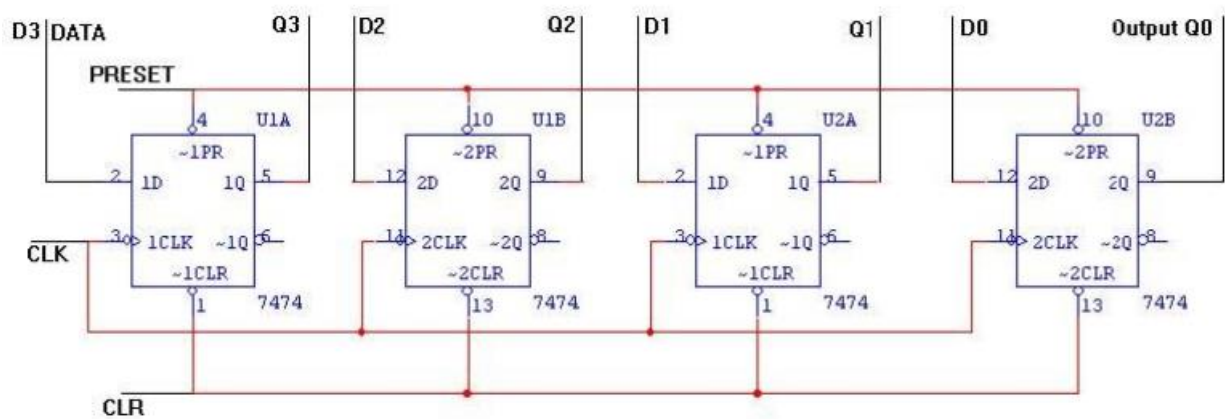 D3 DATA Q3 D2 Q2 D1 Q1 D0 Output Q0
PRESET
4 U1A 10 U1B 4 U2A 10 U2B
~1PR ~2PR ~1PR ~2PR
2 1D 1Q 5 12 2D 2Q 9 2 1D 1Q 5 12 2D 2Q 9
CLK 3 1CLK ~1Q 6 11 2CLK ~2Q 8 3 1CLK ~1Q 6 11 2CLK ~2Q 8
~1CLR ~2CLR ~1CLR ~2CLR
1 7474 13 7474 1 7474 13 7474
CLR